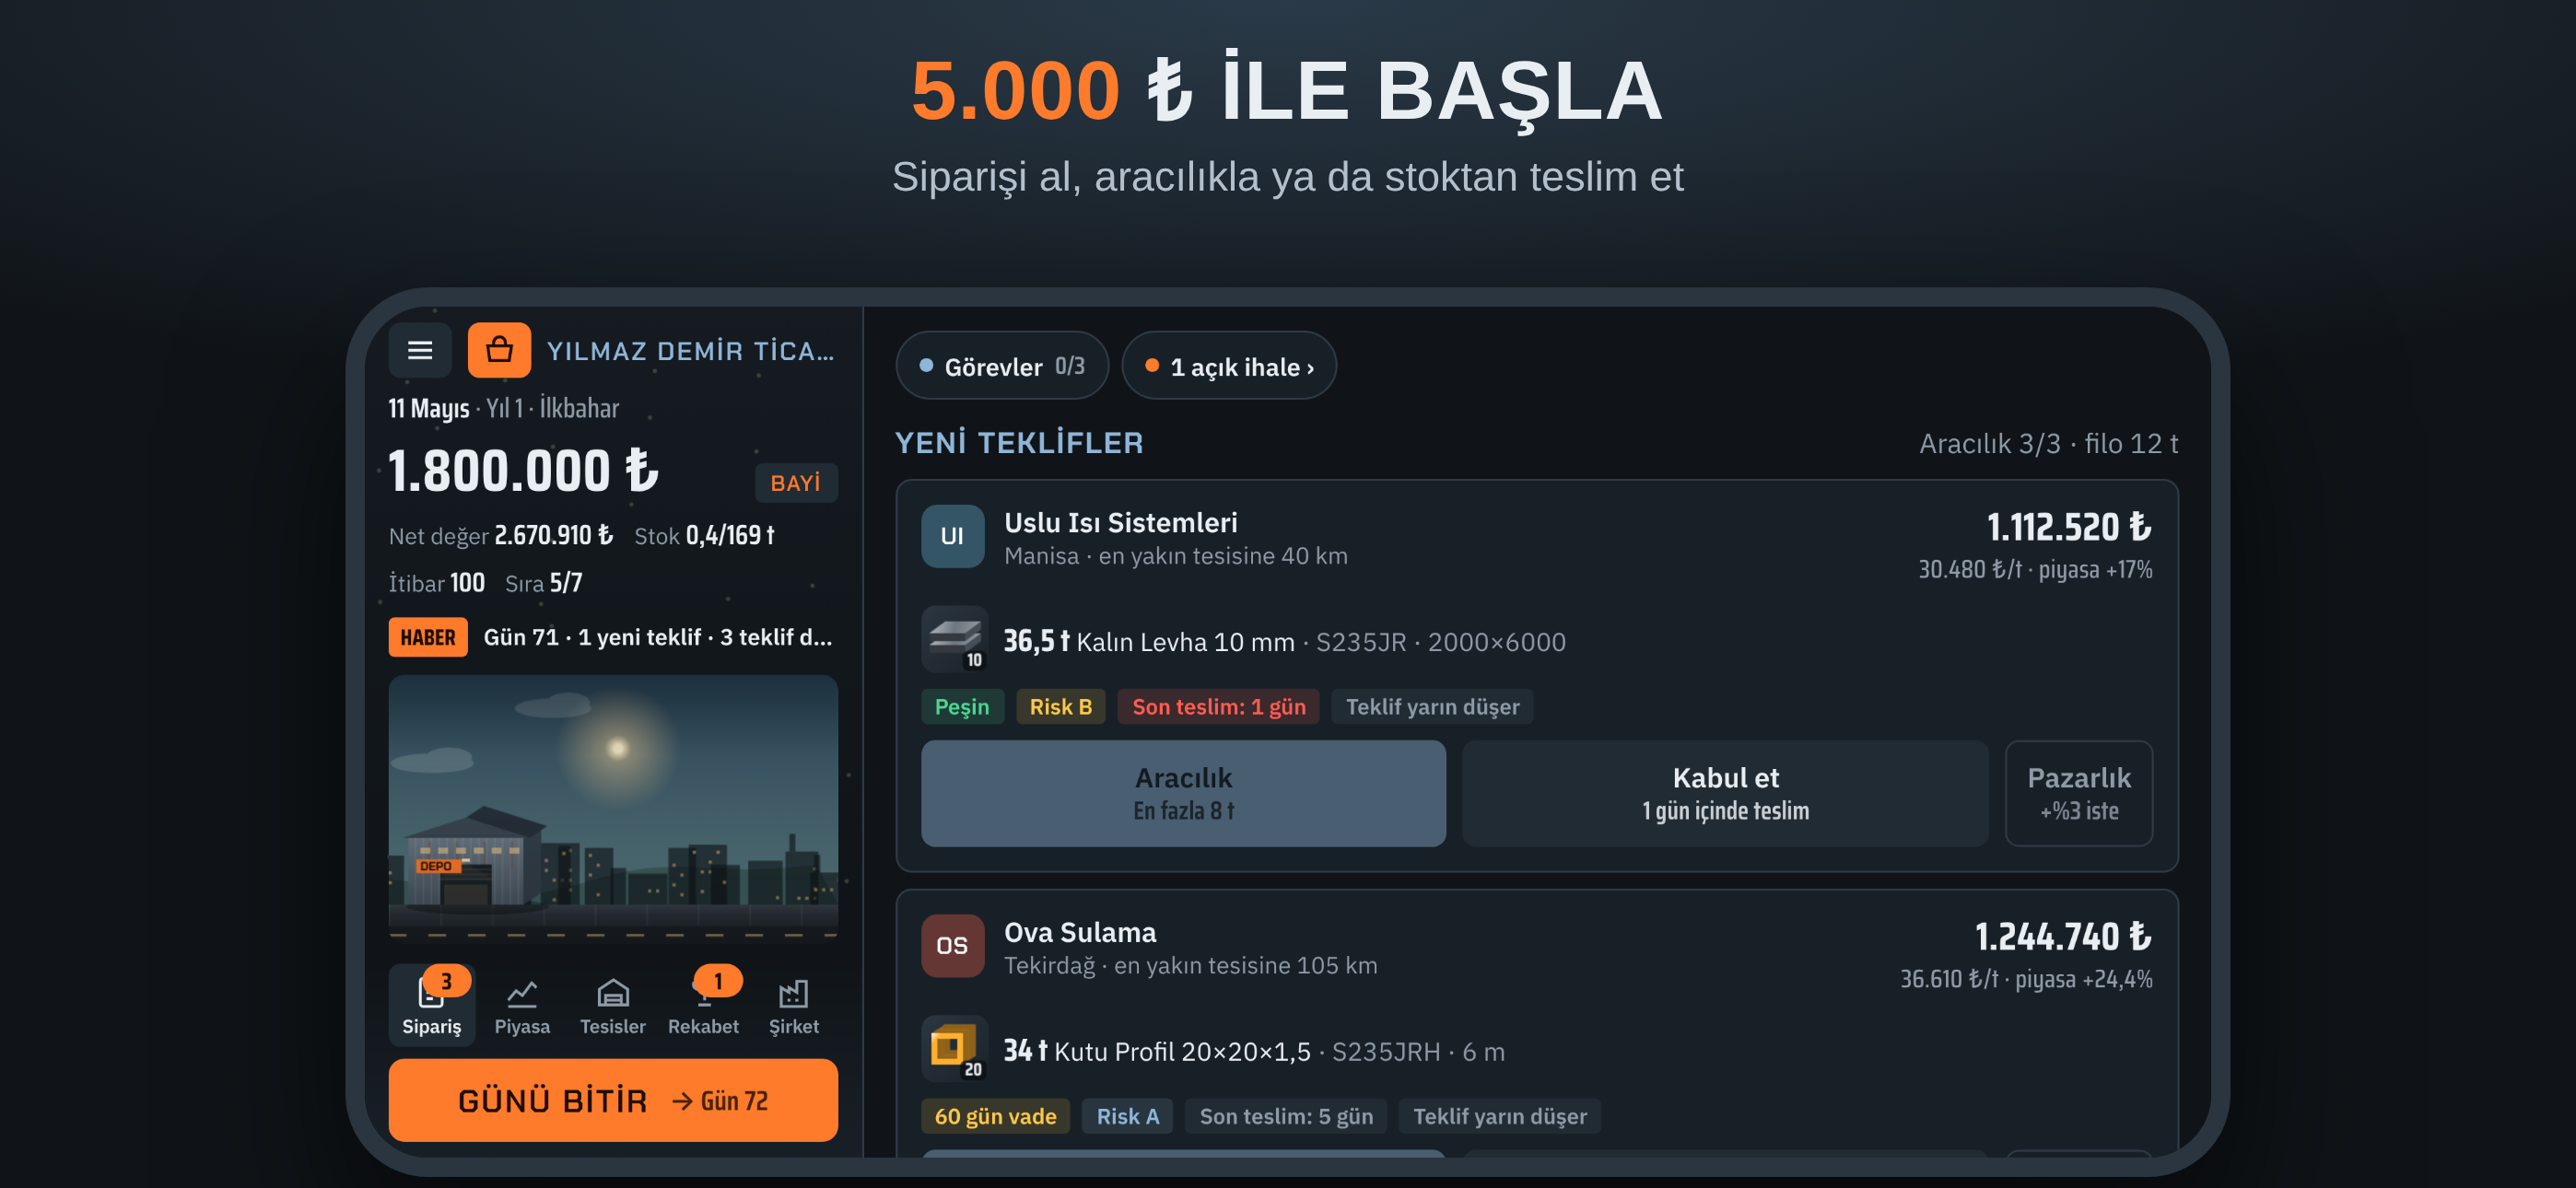 5.000 ₺ İLE BAŞLA
Siparişi al, aracılıkla ya da stoktan teslim et
YILMAZ DEMİR TİCA…
11 Mayıs · Yıl 1 · İlkbahar
1.800.000 ₺
BAYİ
Net değer 2.670.910 ₺ Stok 0,4/169 t
İtibar 100 Sıra 5/7
HABER Gün 71 · 1 yeni teklif · 3 teklif d…
DEPO
3
1
Sipariş Piyasa Tesisler Rekabet Şirket
GÜNÜ BİTİR → Gün 72
Görevler 0/3
1 açık ihale ›
YENİ TEKLİFLER
Aracılık 3/3 · filo 12 t
UI
Uslu Isı Sistemleri
1.112.520 ₺
Manisa · en yakın tesisine 40 km
30.480 ₺/t · piyasa +17%
36,5 t Kalın Levha 10 mm · S235JR · 2000×6000
10
Peşin Risk B Son teslim: 1 gün Teklif yarın düşer
Aracılık
En fazla 8 t
Kabul et
1 gün içinde teslim
Pazarlık
+%3 iste
OS
Ova Sulama
1.244.740 ₺
Tekirdağ · en yakın tesisine 105 km
36.610 ₺/t · piyasa +24,4%
34 t Kutu Profil 20×20×1,5 · S235JRH · 6 m
20
60 gün vade Risk A Son teslim: 5 gün Teklif yarın düşer